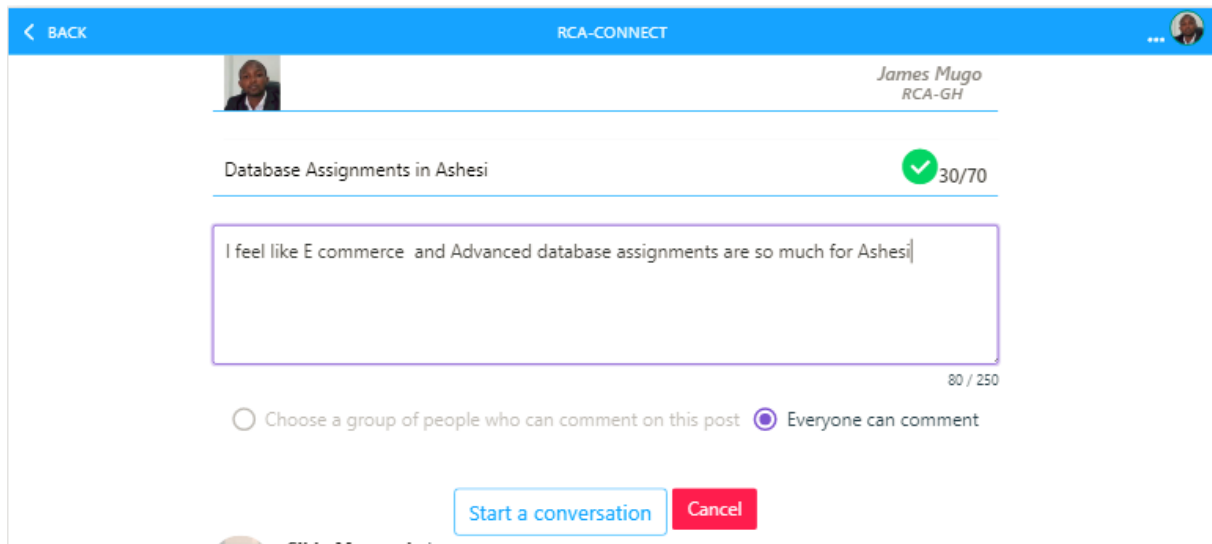 BACK
RCA-CONNECT
...
James Mugo
RCA-GH
Database Assignments in Ashesi
30/70
I feel like E commerce  and Advanced database assignments are so much for Ashesi
80 / 250
Choose a group of people who can comment on this post
Everyone can comment
Start a conversation
Cancel